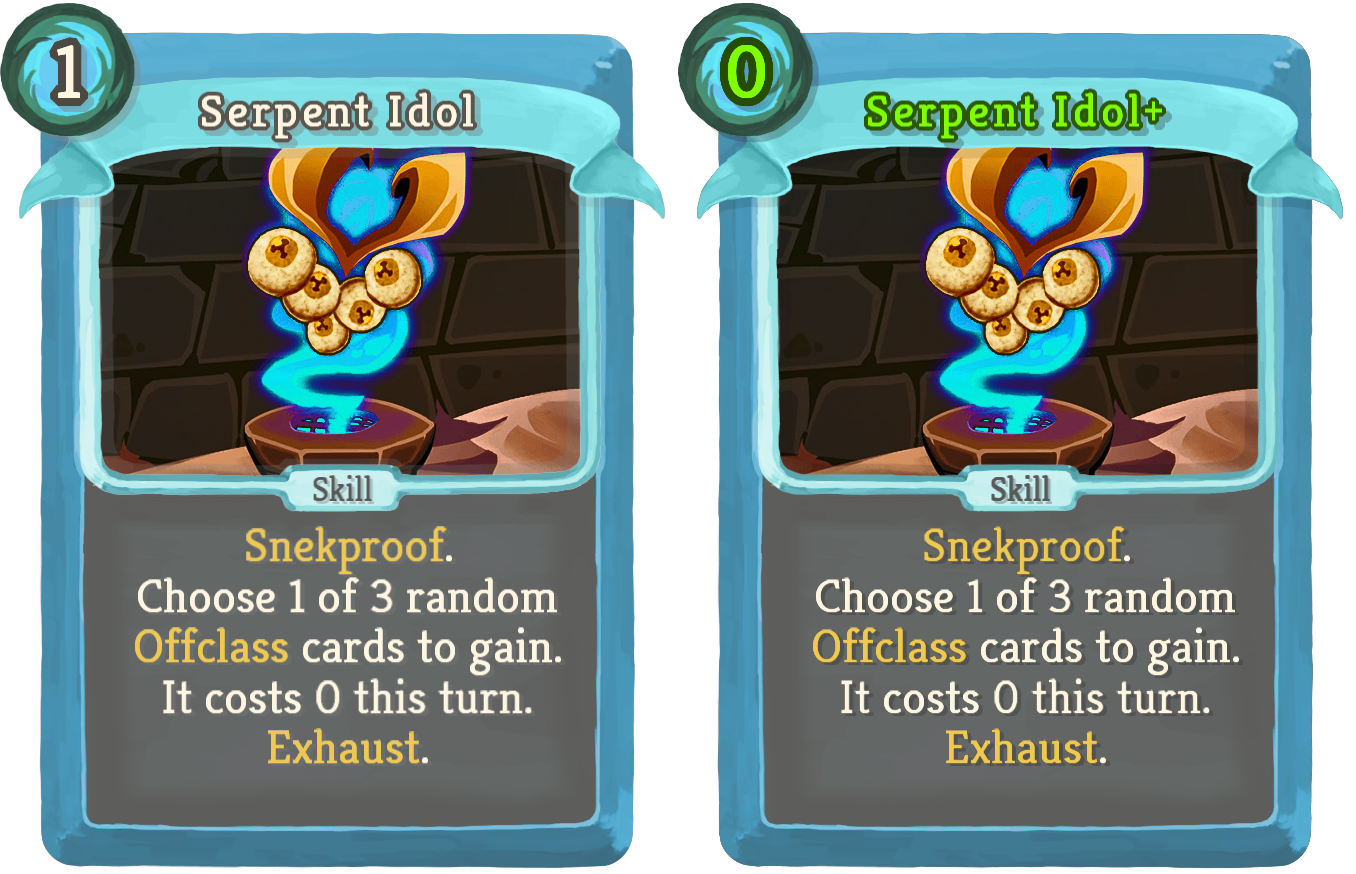 1
Serpent Idol
Skill
Snekproof.
Choose 1 of 3 random
Offclass cards to gain.
It costs 0 this turn.
Exhaust.
0
Serpent Idol+
Skill
Snekproof.
Choose 1 of 3 random
Offclass cards to gain.
It costs 0 this turn.
Exhaust.